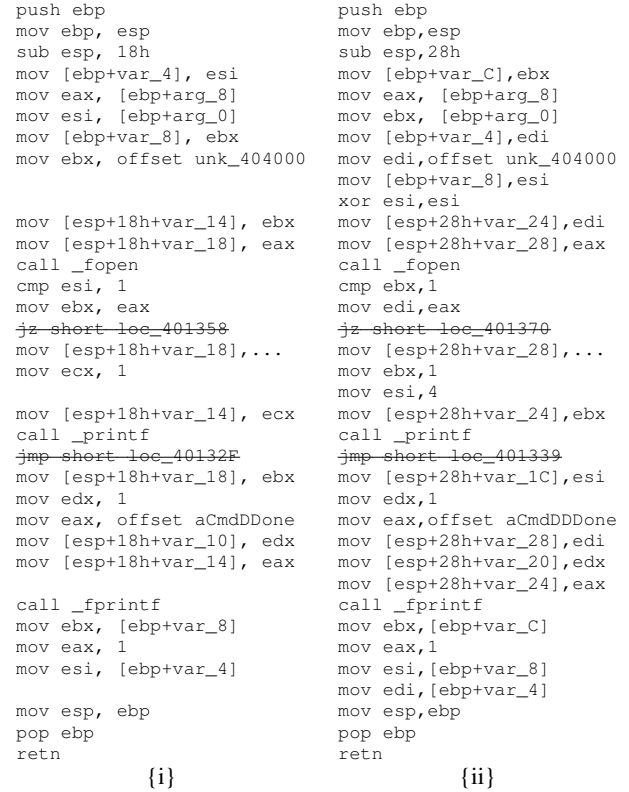 push ebp
mov ebp, esp
sub esp, 18h
mov [ebp+var_4], esi
mov eax, [ebp+arg_8]
mov esi, [ebp+arg_0]
mov [ebp+var_8], ebx
mov ebx, offset unk_404000
mov [esp+18h+var_14], ebx
mov [esp+18h+var_18], eax
call _fopen
cmp esi, 1
mov ebx, eax
jz short loc_401358
mov [esp+18h+var_18],...
mov ecx, 1
mov [esp+18h+var_14], ecx
call _printf
jmp short loc_40132F
mov [esp+18h+var_18], ebx
mov edx, 1
mov eax, offset aCmdDDone
mov [esp+18h+var_10], edx
mov [esp+18h+var_14], eax
call _fprintf
mov ebx, [ebp+var_8]
mov eax, 1
mov esi, [ebp+var_4]
mov esp, ebp
pop ebp
retn
{i}
push ebp
mov ebp,esp
sub esp,28h
mov [ebp+var_C],ebx
mov eax, [ebp+arg_8]
mov ebx, [ebp+arg_0]
mov [ebp+var_4],edi
mov edi,offset unk_404000
mov [ebp+var_8],esi
xor esi,esi
mov [esp+28h+var_24],edi
mov [esp+28h+var_28],eax
call _fopen
cmp ebx,1
mov edi,eax
jz short loc_401370
mov [esp+28h+var_28],...
mov ebx,1
mov esi,4
mov [esp+28h+var_24],ebx
call _printf
jmp short loc_401339
mov [esp+28h+var_1C],esi
mov edx,1
mov eax,offset aCmdDDDone
mov [esp+28h+var_28],edi
mov [esp+28h+var_20],edx
mov [esp+28h+var_24],eax
call _fprintf
mov ebx,[ebp+var_C]
mov eax,1
mov esi,[ebp+var_8]
mov edi,[ebp+var_4]
mov esp,ebp
pop ebp
retn
{ii}